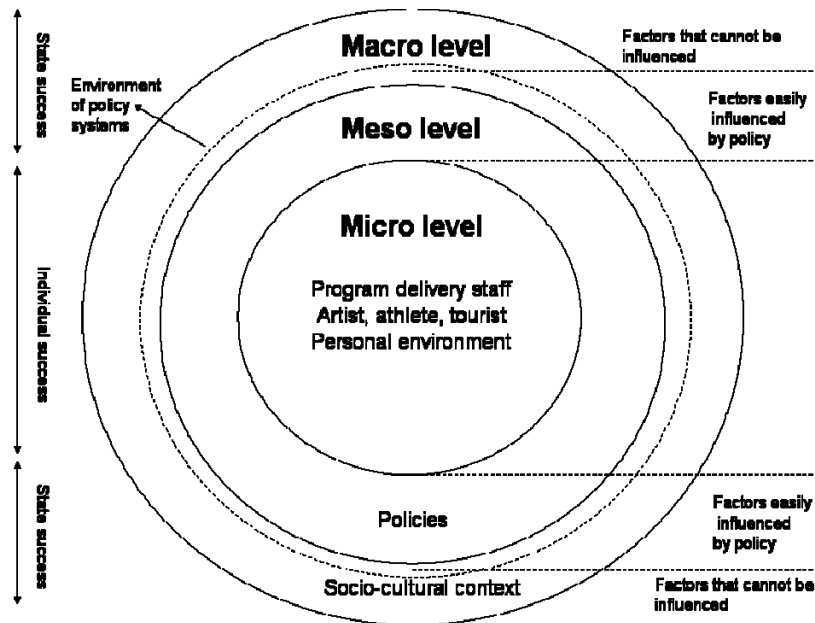 Macro level
Factors that cannot be
influenced
State success
Environment
of policy
systems
Factors easily
influenced
by policy
Meso level
Micro level
Program delivery staff
Artist, athlete, tourist
Personal environment
Individual success
State success
Policies
Factors easily
influenced
by policy
Socio-cultural context
Factors that cannot be
influenced